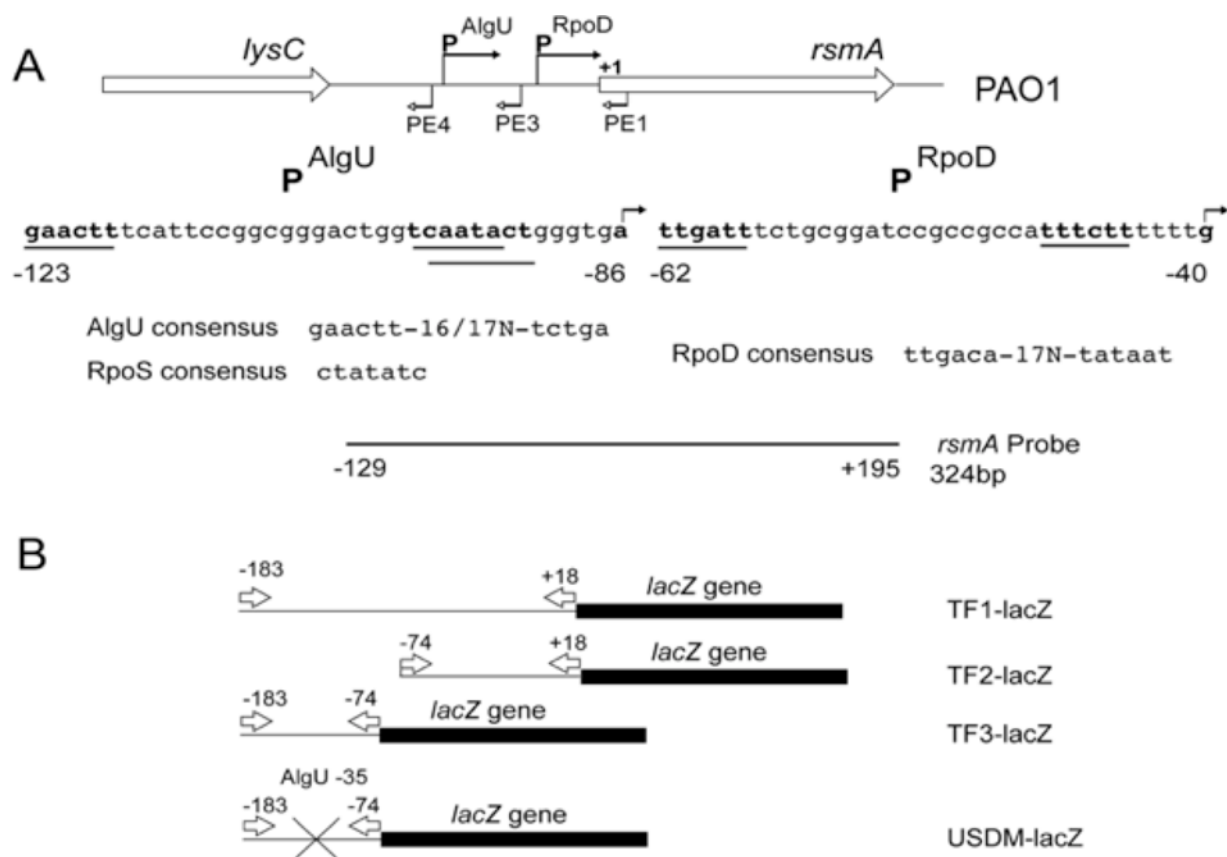 A
lysC
P AlgU
P RpoD
+1
rsmA
PAO1
PE4
PE3
PE1
P AlgU
P RpoD
gaactttcattccggcgggactggtcaatactgggtga
ttgatttctgcggatccgccgccatttcttttttg
-123
-86
-62
-40
AlgU consensus gaactt-16/17N-tctga
RpoS consensus ctatatc
RpoD consensus ttgaca-17N-tataat
-129
+195
rsmA Probe
324bp
B
-183
+18
lacZ gene
TF1-lacZ
-74
+18
lacZ gene
TF2-lacZ
-183
-74
lacZ gene
TF3-lacZ
AlgU -35
-183
-74
lacZ gene
USDM-lacZ